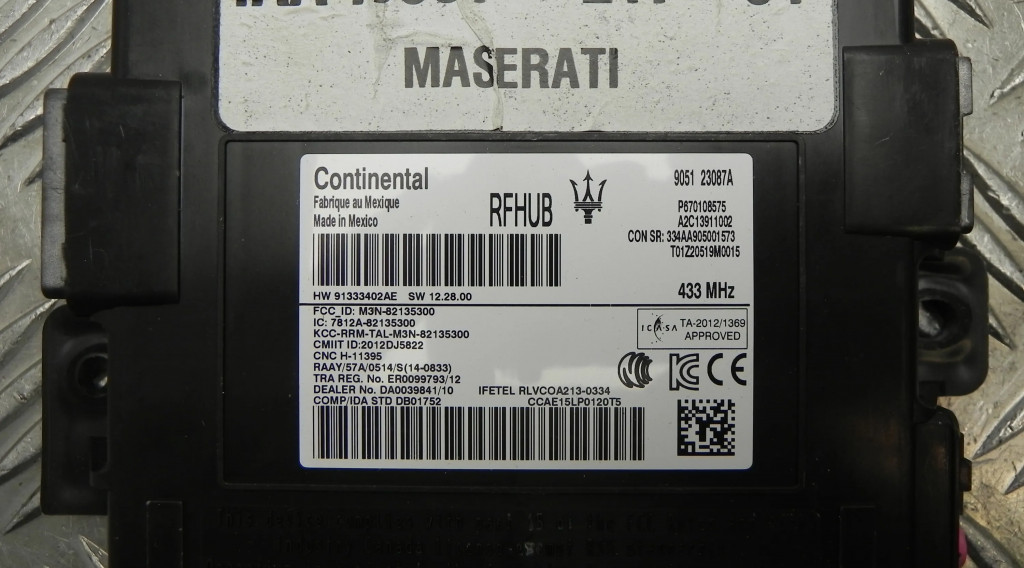 MASERATI
Continental
Fabrique au Mexique
Made in Mexico
RFHUB
9051 23087A
P670108575
A2C13911002
CON SR: 334AA905001573
T01Z20519M0015
HW 91333402AE SW 12.28.00
433 MHz
FCC_ID: M3N-82135300
IC: 7812A-82135300
KCC-RRM-TAL-M3N-82135300
CMIIT ID:2012DJ5822
CNC H-11395
RAAY/57A/0514/S(14-0833)
TRA REG. No. ER0099793/12
DEALER No. DA0039841/10
COMP/IDA STD DB01752
IFETEL RLVCOA213-0334
CCAE15LP0120T5
ICASA TA-2012/1369
APPROVED